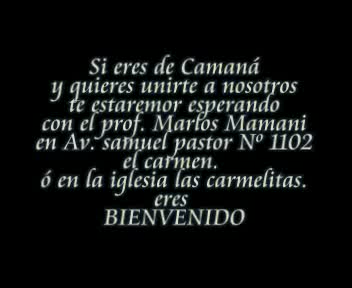 Si eres de Camaná
y quieres unirte a nosotros
te estaremor esperando
con el prof. Marlos Mamani
en Av. samuel pastor Nº 1102
el carmen.
ó en la iglesia las carmelitas.
eres
BIENVENIDO